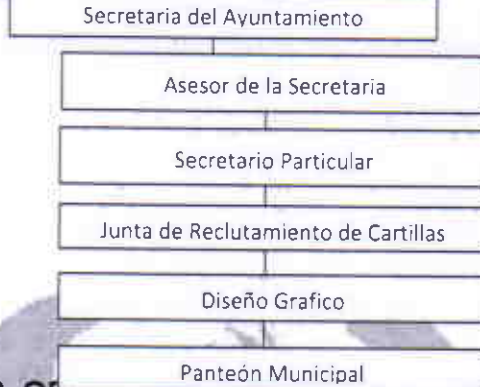 Secretaria del Ayuntamiento
Asesor de la Secretaria
Secretario Particular
Junta de Reclutamiento de Cartillas
Diseño Grafico
Panteón Municipal